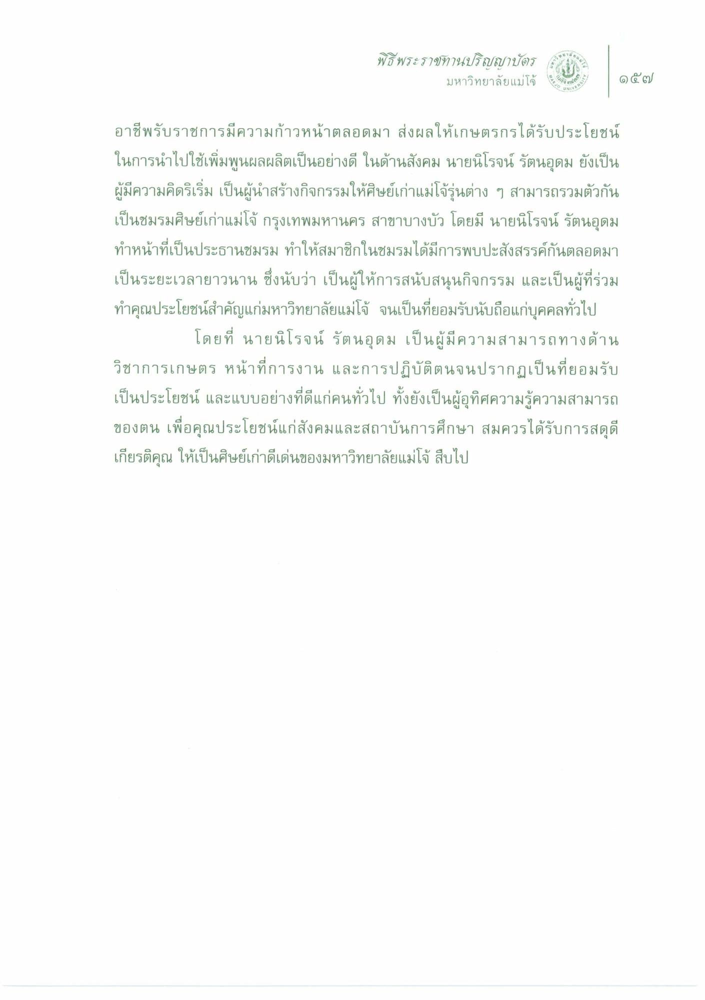 พิธีพระราชทานปริญญาบัตร
มหาวิทยาลัยแม่โจ้
มหาวิทยาลัยแม่โจ้
MAEJO UNIVERSITY
๑๕๗
อาชีพรับราชการมีความก้าวหน้าตลอดมา ส่งผลให้เกษตรกรได้รับประโยชน์
ในการนำไปใช้เพิ่มพูนผลผลิตเป็นอย่างดี ในด้านสังคม นายนิโรจน์ รัตนอุดม ยังเป็น
ผู้มีความคิดริเริ่ม เป็นผู้นำสร้างกิจกรรมให้ศิษย์เก่าแม่โจ้รุ่นต่าง ๆ สามารถรวมตัวกัน
เป็นชมรมศิษย์เก่าแม่โจ้ กรุงเทพมหานคร สาขาบางบัว โดยมี นายนิโรจน์ รัตนอุดม
ทำหน้าที่เป็นประธานชมรม ทำให้สมาชิกในชมรมได้มีการพบปะสังสรรค์กันตลอดมา
เป็นระยะเวลายาวนาน ซึ่งนับว่า เป็นผู้ให้การสนับสนุนกิจกรรม และเป็นผู้ที่ร่วม
ทำคุณประโยชน์สำคัญแก่มหาวิทยาลัยแม่โจ้ จนเป็นที่ยอมรับนับถือแก่บุคคลทั่วไป
โดยที่ นายนิโรจน์ รัตนอุดม เป็นผู้มีความสามารถทางด้าน
วิชาการเกษตร หน้าที่การงาน และการปฏิบัติตนจนปรากฏเป็นที่ยอมรับ
เป็นประโยชน์ และแบบอย่างที่ดีแก่คนทั่วไป ทั้งยังเป็นผู้อุทิศความรู้ความสามารถ
ของตน เพื่อคุณประโยชน์แก่สังคมและสถาบันการศึกษา สมควรได้รับการสดุดี
เกียรติคุณ ให้เป็นศิษย์เก่าดีเด่นของมหาวิทยาลัยแม่โจ้ สืบไป